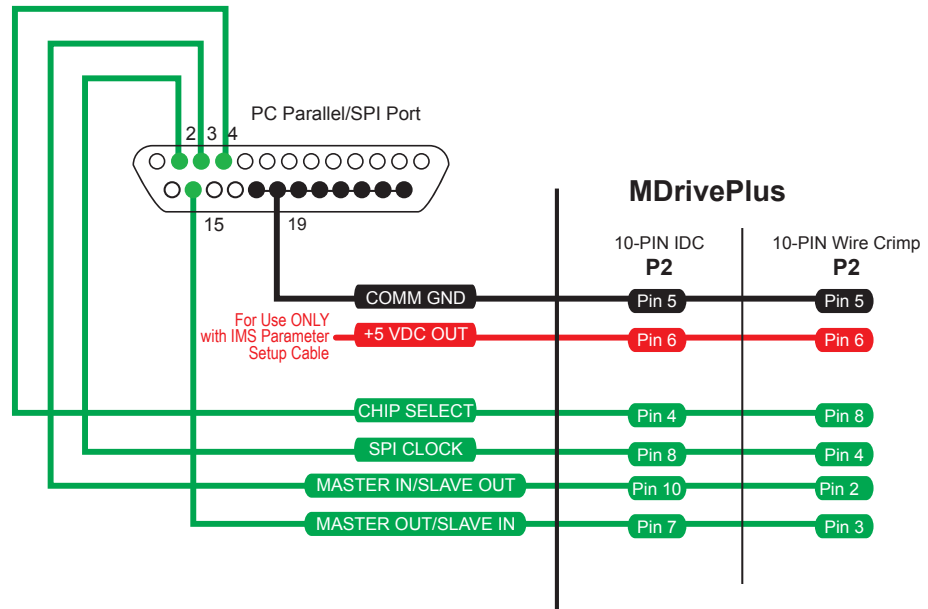 PC Parallel/SPI Port
2 3 4
15 19
MDrivePlus
10-PIN IDC
P2
10-PIN Wire Crimp
P2
COMM GND
Pin 5
Pin 5
For Use ONLY
with IMS Parameter
Setup Cable
+5 VDC OUT
Pin 6
Pin 6
CHIP SELECT
Pin 4
Pin 8
SPI CLOCK
Pin 8
Pin 4
MASTER IN/SLAVE OUT
Pin 10
Pin 2
MASTER OUT/SLAVE IN
Pin 7
Pin 3